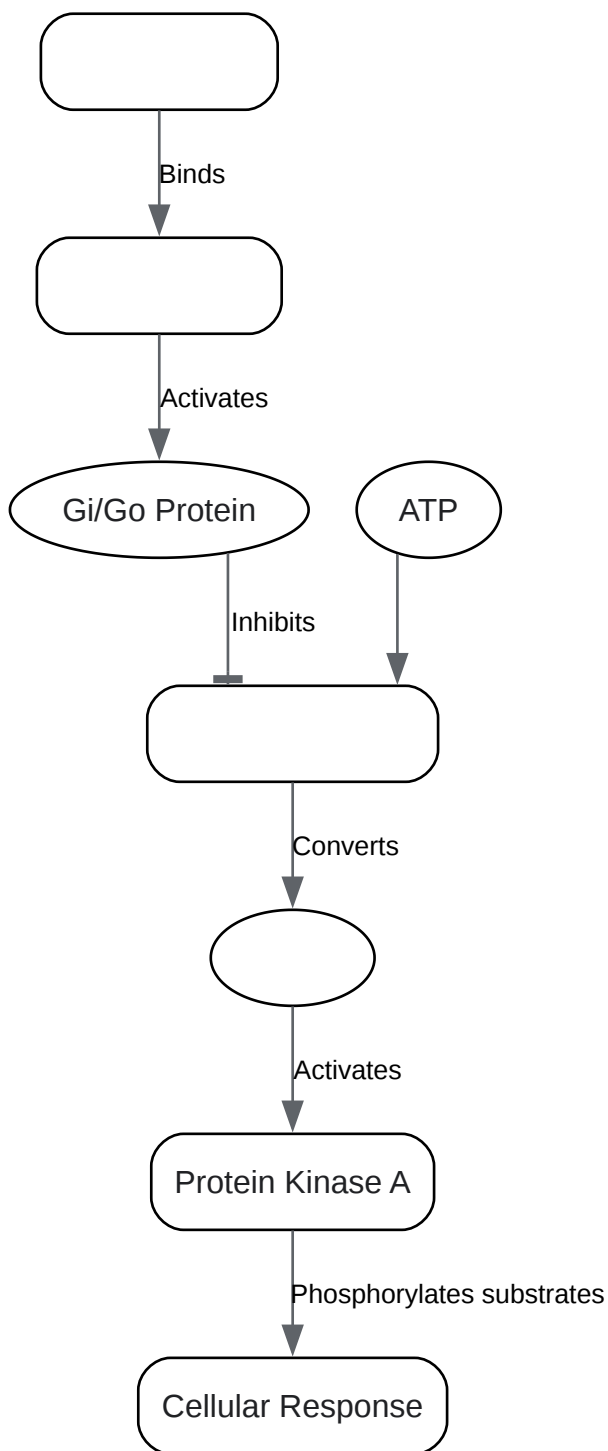 Binds
Activates
Gi/Go Protein
ATP
Inhibits
Converts
Activates
Protein Kinase A
Phosphorylates substrates
Cellular Response